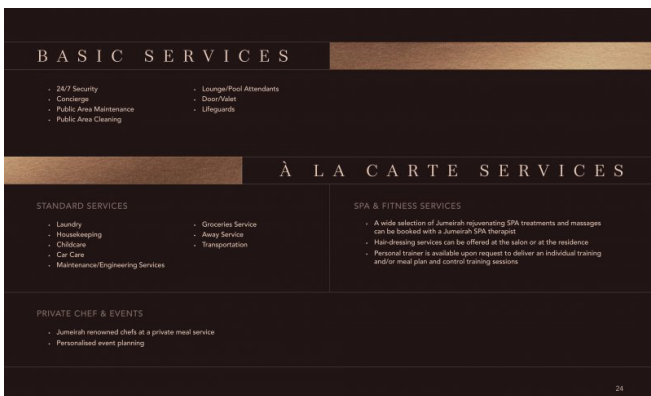 BASIC SERVICES
• 24/7 Security
• Concierge
• Public Area Maintenance
• Public Area Cleaning
• Lounge/Pool Attendants
• Door/Valet
• Lifeguards
À LA CARTE SERVICES
STANDARD SERVICES
• Laundry
• Housekeeping
• Childcare
• Car Care
• Maintenance/Engineering Services
• Groceries Service
• Away Service
• Transportation
SPA & FITNESS SERVICES
• A wide selection of Jumeirah rejuvenating SPA treatments and massages
can be booked with a Jumeirah SPA therapist
• Hair-dressing services can be offered at the salon or at the residence
• Personal trainer is available upon request to deliver an individual training
and/or meal plan and control training sessions
PRIVATE CHEF & EVENTS
• Jumeirah renowned chefs at a private meal service
• Personalised event planning
24